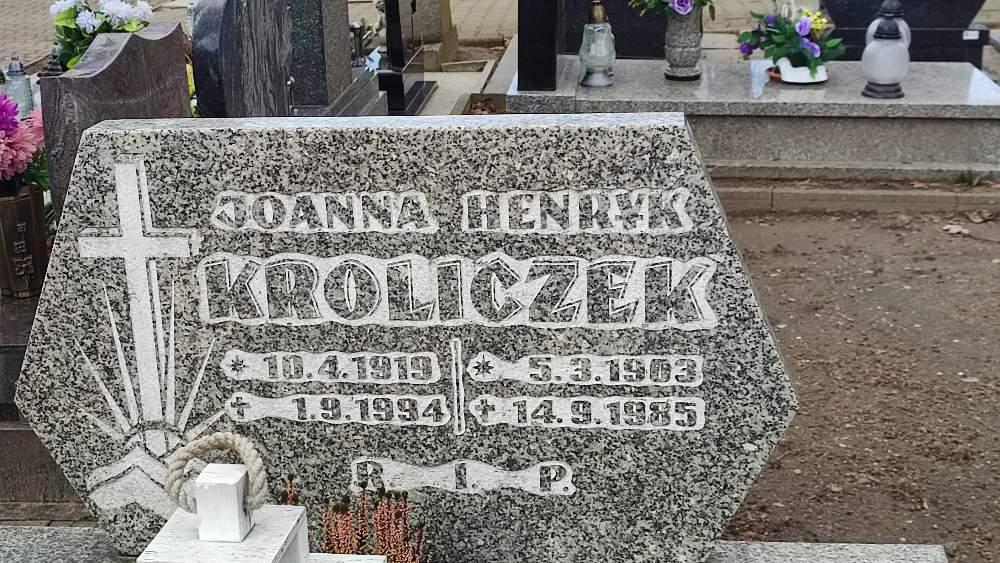 JOANNA HENRYK
KROLICZEK
* 10.4.1919 * 5.3.1903
✝ 1.9.1994 ✝ 14.9.1985
R. I. P.